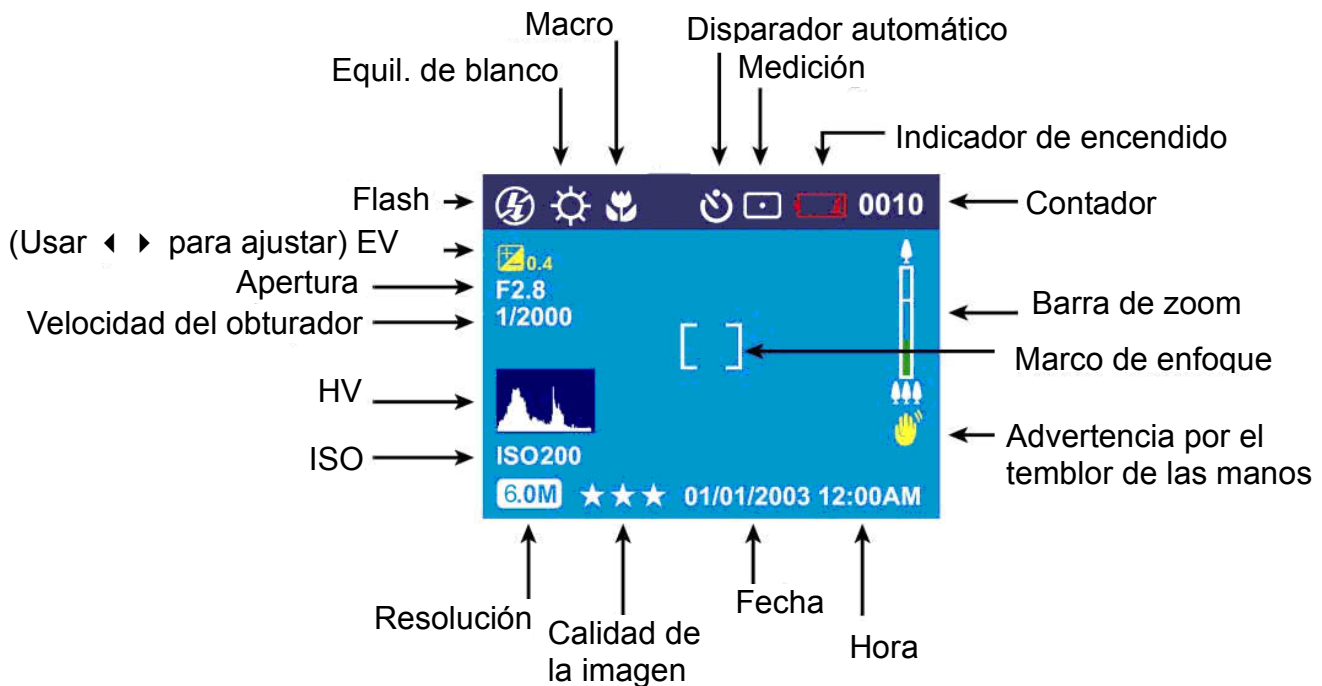 Macro
Disparador automático
Equil. de blanco
Medición
Indicador de encendido
Flash
0010
Contador
(Usar ◂ ▸ para ajustar) EV
0.4
Apertura
F2.8
Barra de zoom
Velocidad del obturador
1/2000
Marco de enfoque
HV
ISO
ISO200
Advertencia por el
temblor de las manos
6.0M ★★★ 01/01/2003 12:00AM
Resolución
Calidad de
la imagen
Fecha
Hora